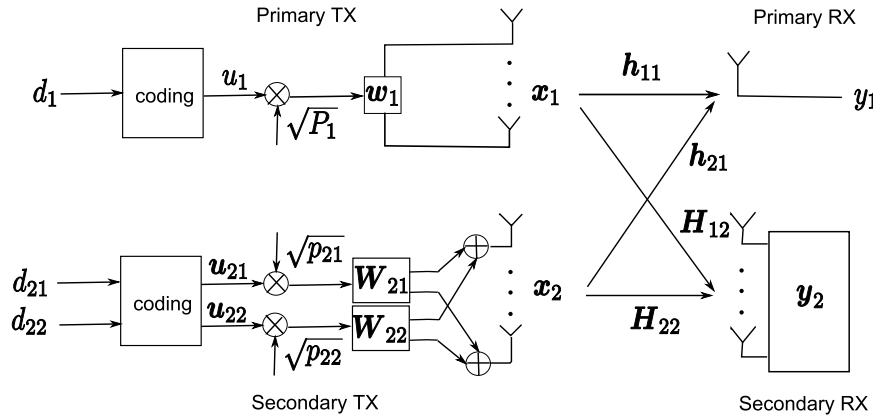 Primary TX
Primary RX
d₁
coding
u₁
√P₁
w₁
x₁
h₁₁
y₁
h₂₁
H₁₂
d₂₁
d₂₂
coding
u₂₁
u₂₂
√p₂₁
√p₂₂
W₂₁
W₂₂
x₂
H₂₂
y₂
Secondary TX
Secondary RX